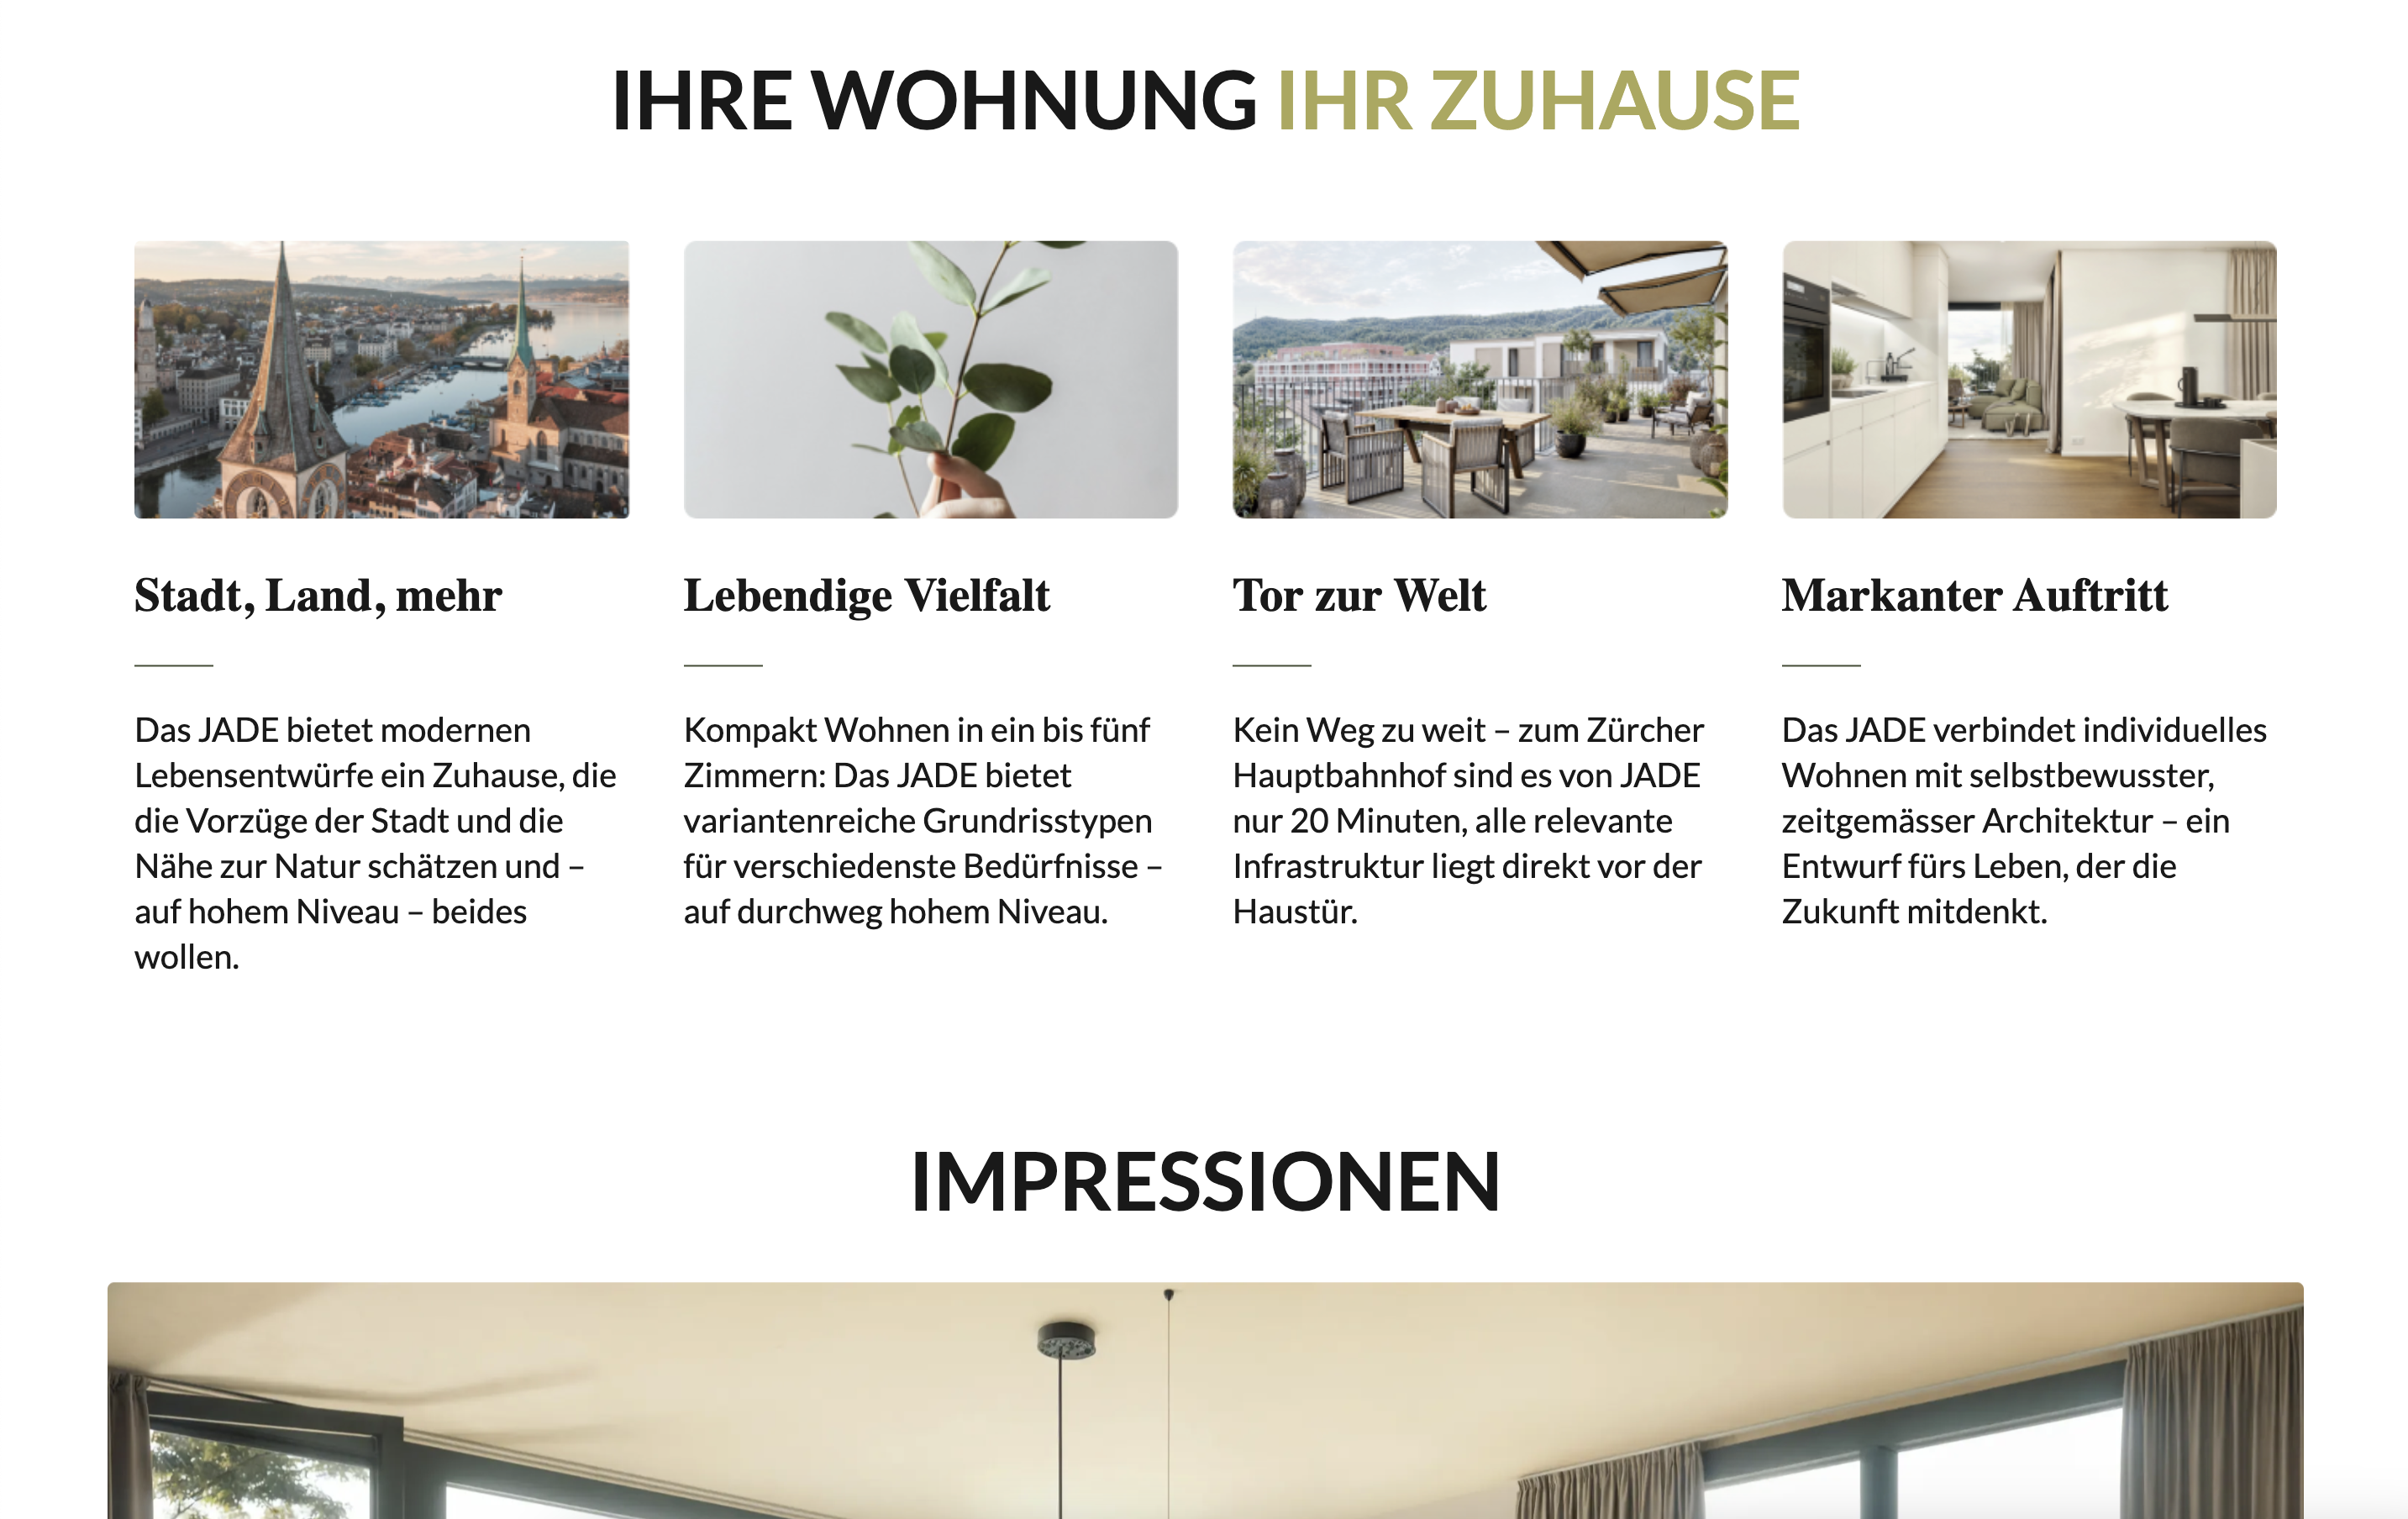 IHRE WOHNUNG IHR ZUHAUSE
Stadt, Land, mehr
Das JADE bietet modernen
Lebensentwürfe ein Zuhause, die
die Vorzüge der Stadt und die
Nähe zur Natur schätzen und –
auf hohem Niveau – beides
wollen.
Lebendige Vielfalt
Kompakt Wohnen in ein bis fünf
Zimmern: Das JADE bietet
variantenreiche Grundrisstypen
für verschiedenste Bedürfnisse –
auf durchweg hohem Niveau.
Tor zur Welt
Kein Weg zu weit – zum Zürcher
Hauptbahnhof sind es von JADE
nur 20 Minuten, alle relevante
Infrastruktur liegt direkt vor der
Haustür.
Markanter Auftritt
Das JADE verbindet individuelles
Wohnen mit selbstbewusster,
zeitgemässer Architektur – ein
Entwurf fürs Leben, der die
Zukunft mitdenkt.
IMPRESSIONEN